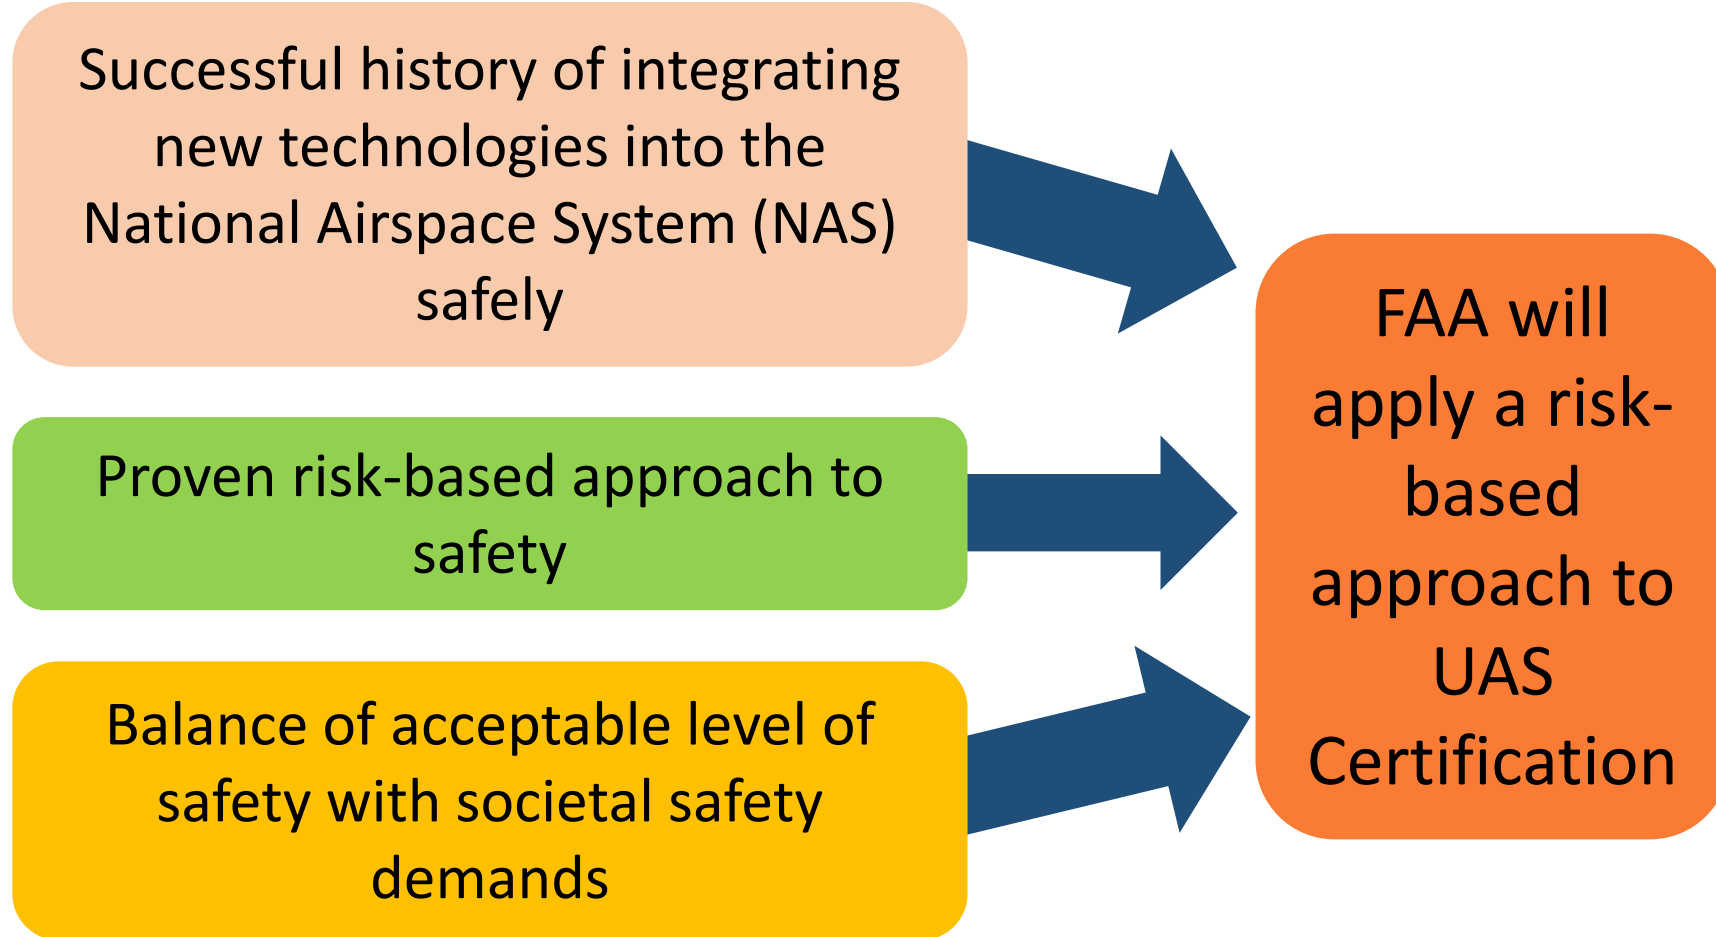 Successful history of integrating
new technologies into the
National Airspace System (NAS)
safely
Proven risk-based approach to
safety
Balance of acceptable level of
safety with societal safety
demands
FAA will
apply a risk-
based
approach to
UAS
Certification